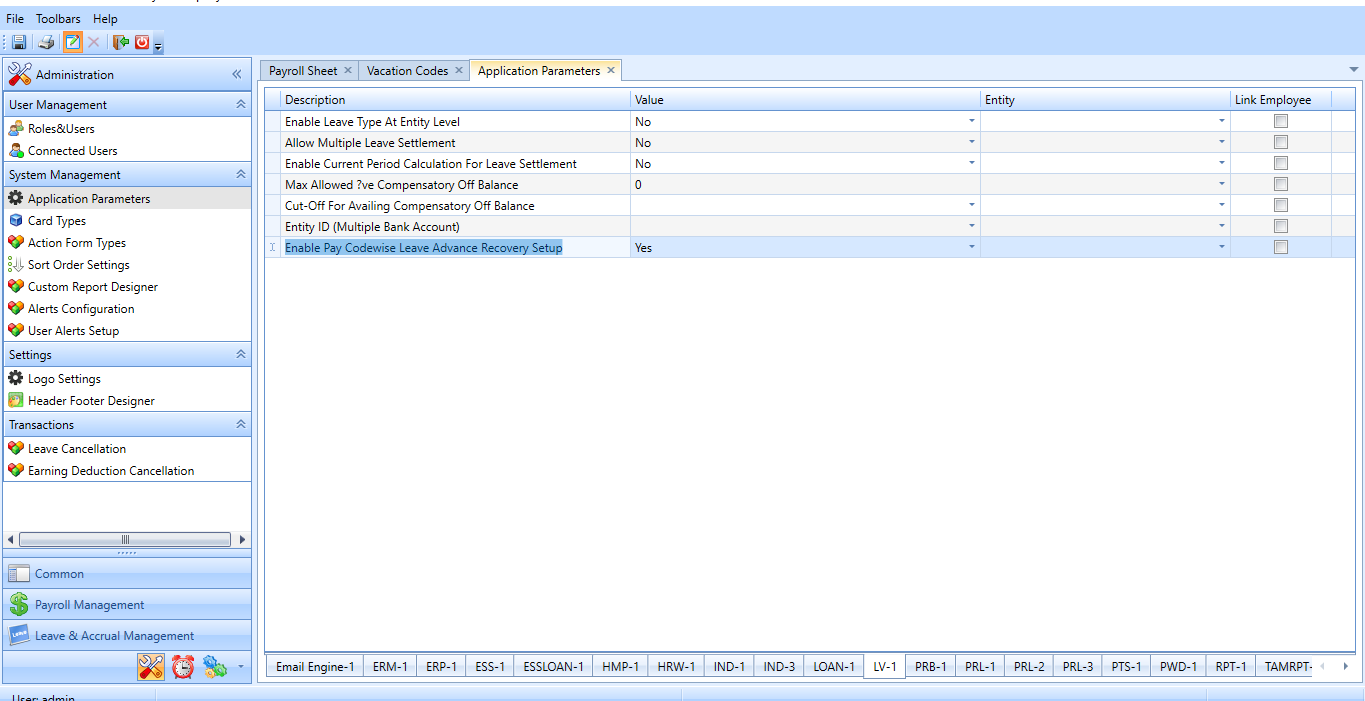 File Toolbars Help
Administration
User Management
Roles&Users
Connected Users
System Management
Application Parameters
Card Types
Action Form Types
Sort Order Settings
Custom Report Designer
Alerts Configuration
User Alerts Setup
Settings
Logo Settings
Header Footer Designer
Transactions
Leave Cancellation
Earning Deduction Cancellation
Common
Payroll Management
Leave & Accrual Management
Payroll Sheet Vacation Codes Application Parameters
Description Value Entity Link Employee
Enable Leave Type At Entity Level No
Allow Multiple Leave Settlement No
Enable Current Period Calculation For Leave Settlement No
Max Allowed ?ve Compensatory Off Balance 0
Cut-Off For Availing Compensatory Off Balance
Entity ID (Multiple Bank Account)
Enable Pay Codewise Leave Advance Recovery Setup Yes
Email Engine-1 ERM-1 ERP-1 ESS-1 ESSLOAN-1 HMP-1 HRW-1 IND-1 IND-3 LOAN-1 LV-1 PRB-1 PRL-1 PRL-2 PRL-3 PTS-1 PWD-1 RPT-1 TAMRPT-
User: admin